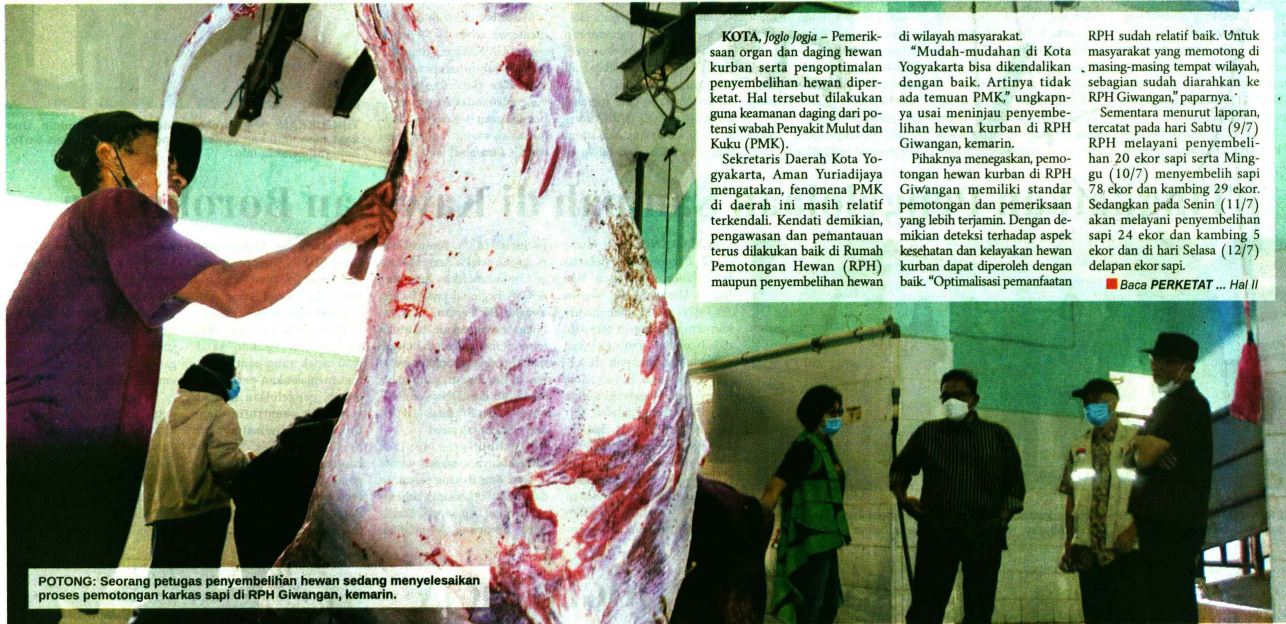 KOTA, Joglo Jogja – Pemerik-
saan organ dan daging hewan
kurban serta pengoptimalan
penyembelihan hewan diper-
ketat. Hal tersebut dilakukan
guna keamanan daging dari po-
tensi wabah Penyakit Mulut dan
Kuku (PMK).
Sekretaris Daerah Kota Yo-
gyakarta, Aman Yuriadijaya
mengatakan, fenomena PMK
di daerah ini masih relatif
terkendali. Kendati demikian,
pengawasan dan pemantauan
terus dilakukan baik di Rumah
Pemotongan Hewan (RPH)
maupun penyembelihan hewan
di wilayah masyarakat.
“Mudah-mudahan di Kota
Yogyakarta bisa dikendalikan
dengan baik. Artinya tidak
ada temuan PMK,” ungkapn-
ya usai meninjau penyembe-
lihan hewan kurban di RPH
Giwangan, kemarin.
Pihaknya menegaskan, pemo-
tongan hewan kurban di RPH
Giwangan memiliki standar
pemotongan dan pemeriksaan
yang lebih terjamin. Dengan de-
mikian deteksi terhadap aspek
kesehatan dan kelayakan hewan
kurban dapat diperoleh dengan
baik. “Optimalisasi pemanfaatan
RPH sudah relatif baik. Untuk
masyarakat yang memotong di
masing-masing tempat wilayah,
sebagian sudah diarahkan ke
RPH Giwangan,” paparnya.
Sementara menurut laporan,
tercatat pada hari Sabtu (9/7)
RPH melayani penyembeli-
han 20 ekor sapi serta Ming-
gu (10/7) menyembelih sapi
78 ekor dan kambing 29 ekor.
Sedangkan pada Senin (11/7)
akan melayani penyembelihan
sapi 24 ekor dan kambing 5
ekor dan di hari Selasa (12/7)
delapan ekor sapi.
Baca PERKETAT ... Hal II
POTONG: Seorang petugas penyembelihan hewan sedang menyelesaikan
proses pemotongan karkas sapi di RPH Giwangan, kemarin.